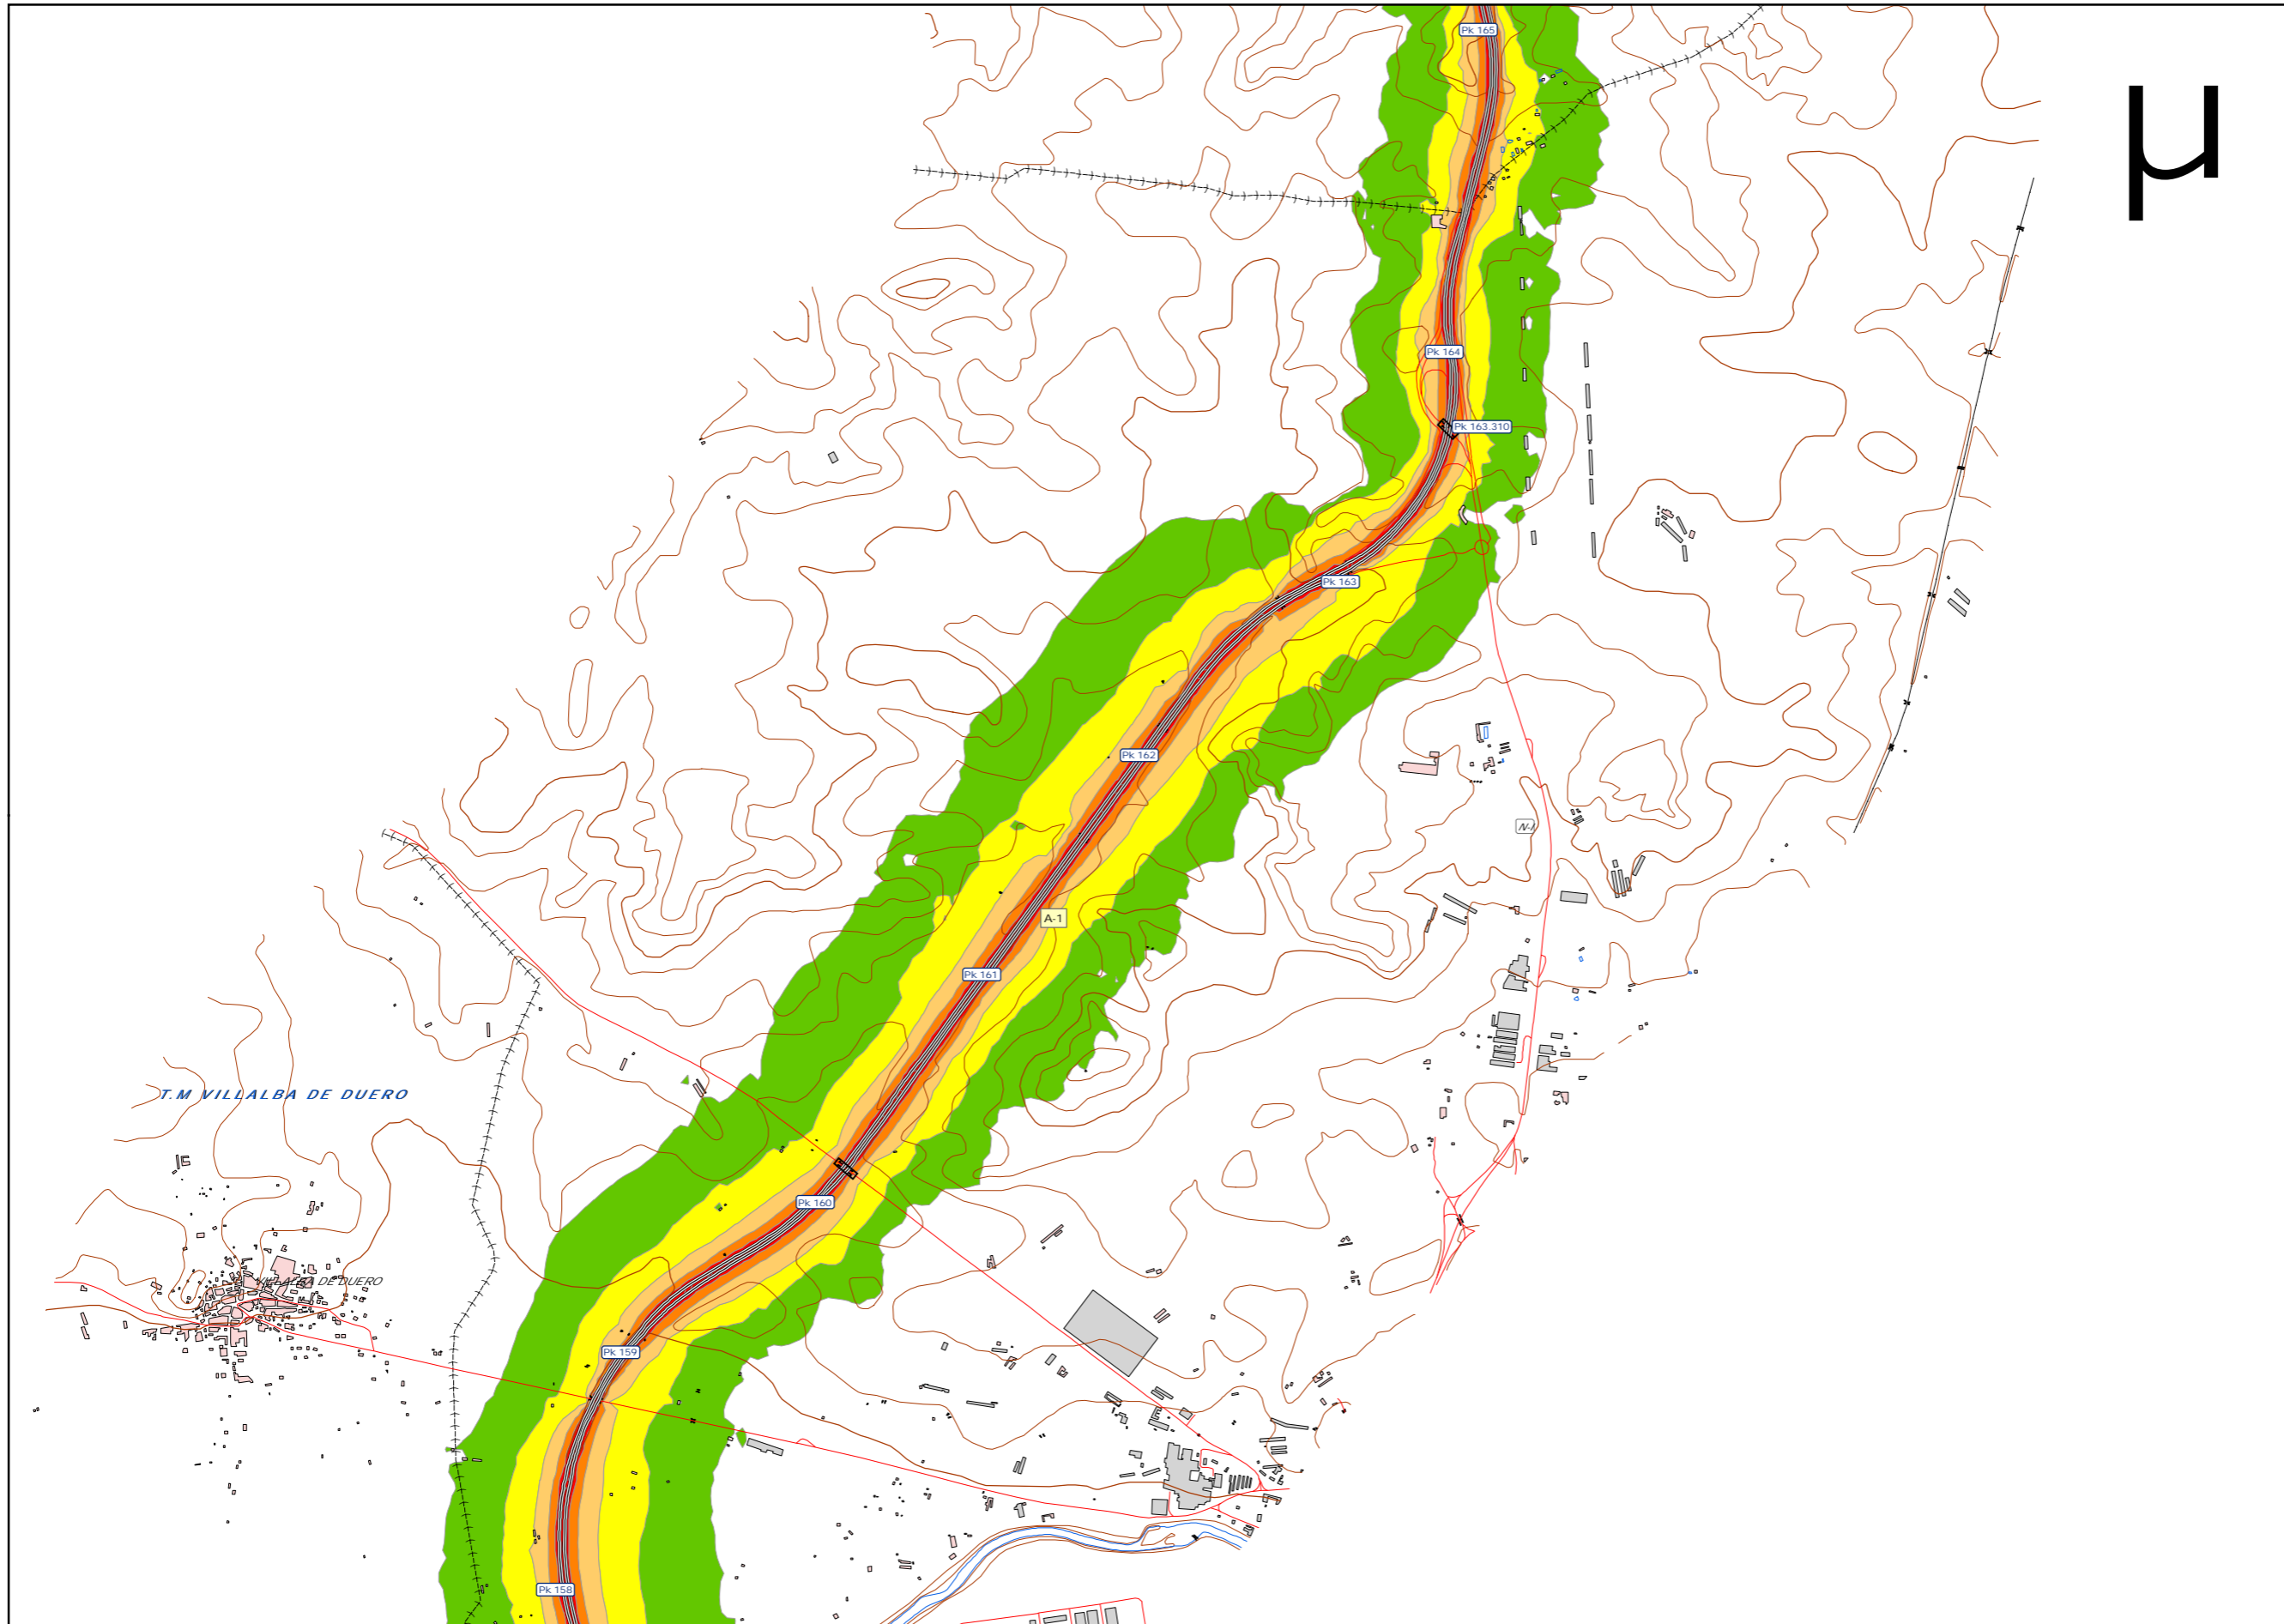 Pk 165
µ
Pk 164
Pk 163.310
Pk 163
Pk 162
N-I
A-1
Pk 161
T.M VILLALBA DE DUERO
Pk 160
VILLALBA DE DUERO
Pk 159
Pk 158